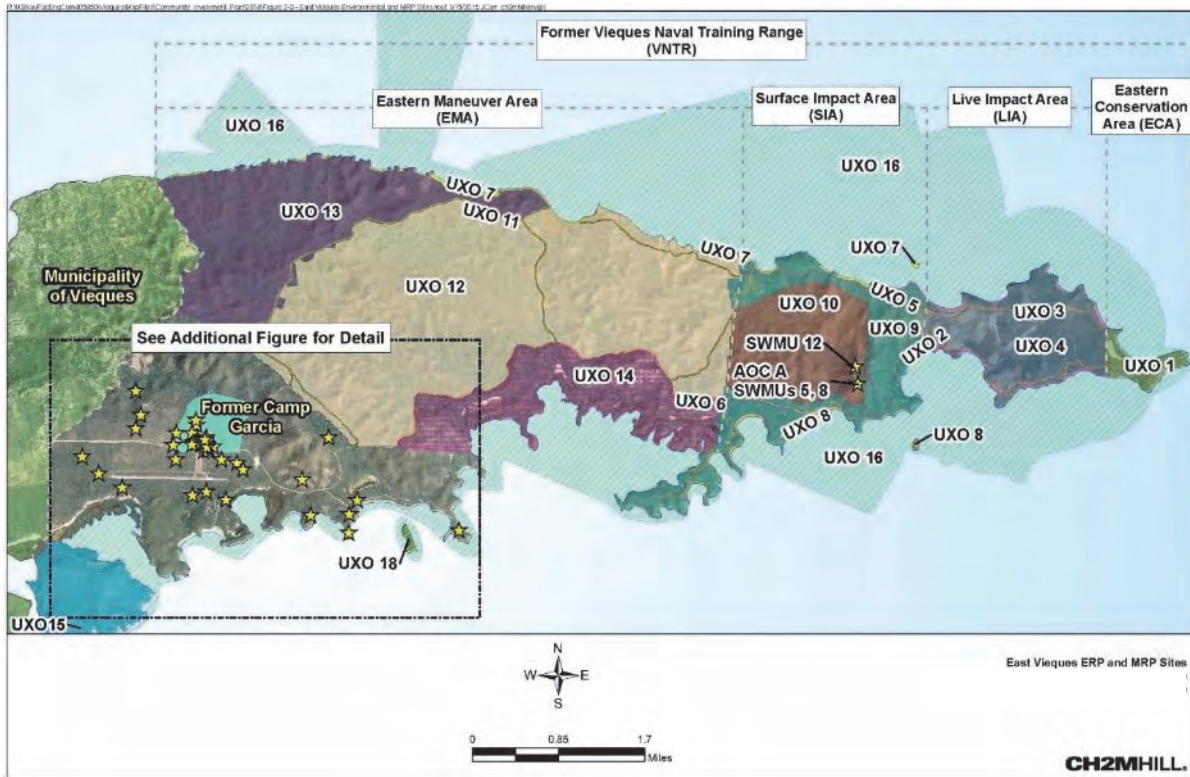 Former Vieques Naval Training Range
(VNTR)
Eastern Maneuver Area
(EMA)
Surface Impact Area
(SIA)
Live Impact Area
(LIA)
Eastern
Conservation
Area (ECA)
UXO 16
UXO 16
UXO 7
UXO 13
UXO 11
UXO 7
UXO 7
Municipality
of Vieques
UXO 12
UXO 10
UXO 5
UXO 3
UXO 9
UXO 2
See Additional Figure for Detail
SWMU 12
UXO 4
AOC A
SWMUs 5, 8
UXO 1
UXO 14
UXO 6
Former Camp
Garcia
UXO 8
UXO 8
UXO 16
UXO 18
UXO15
N
W
E
S
East Vieques ERP and MRP Sites
0
0.85
1.7
Miles
CH2MHILL.